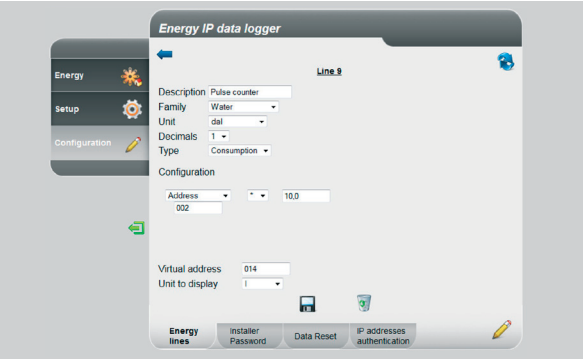 Energy IP data logger
Energy
Setup
Configuration
Line 9
Description Pulse counter
Family Water
Unit dal
Decimals 1
Type Consumption
Configuration
Address * 10,0
002
Virtual address 014
Unit to display l
Energy lines
Installer Password
Data Reset
IP addresses authentication